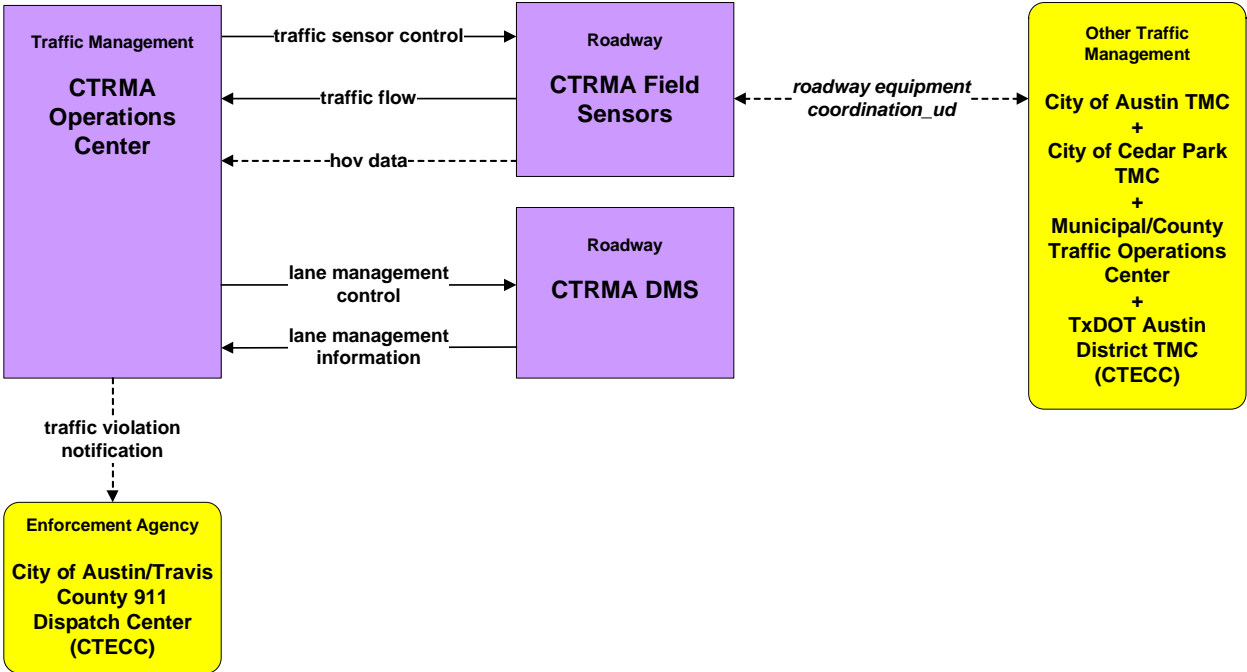 Traffic Management
CTRMA
Operations
Center
traffic sensor control
traffic flow
hov data
lane management
control
lane management
information
Roadway
CTRMA Field
Sensors
Roadway
CTRMA DMS
roadway equipment
coordination_ud
Other Traffic
Management
City of Austin TMC
+
City of Cedar Park
TMC
+
Municipal/County
Traffic Operations
Center
+
TxDOT Austin
District TMC
(CTECC)
traffic violation
notification
Enforcement Agency
City of Austin/Travis
County 911
Dispatch Center
(CTECC)